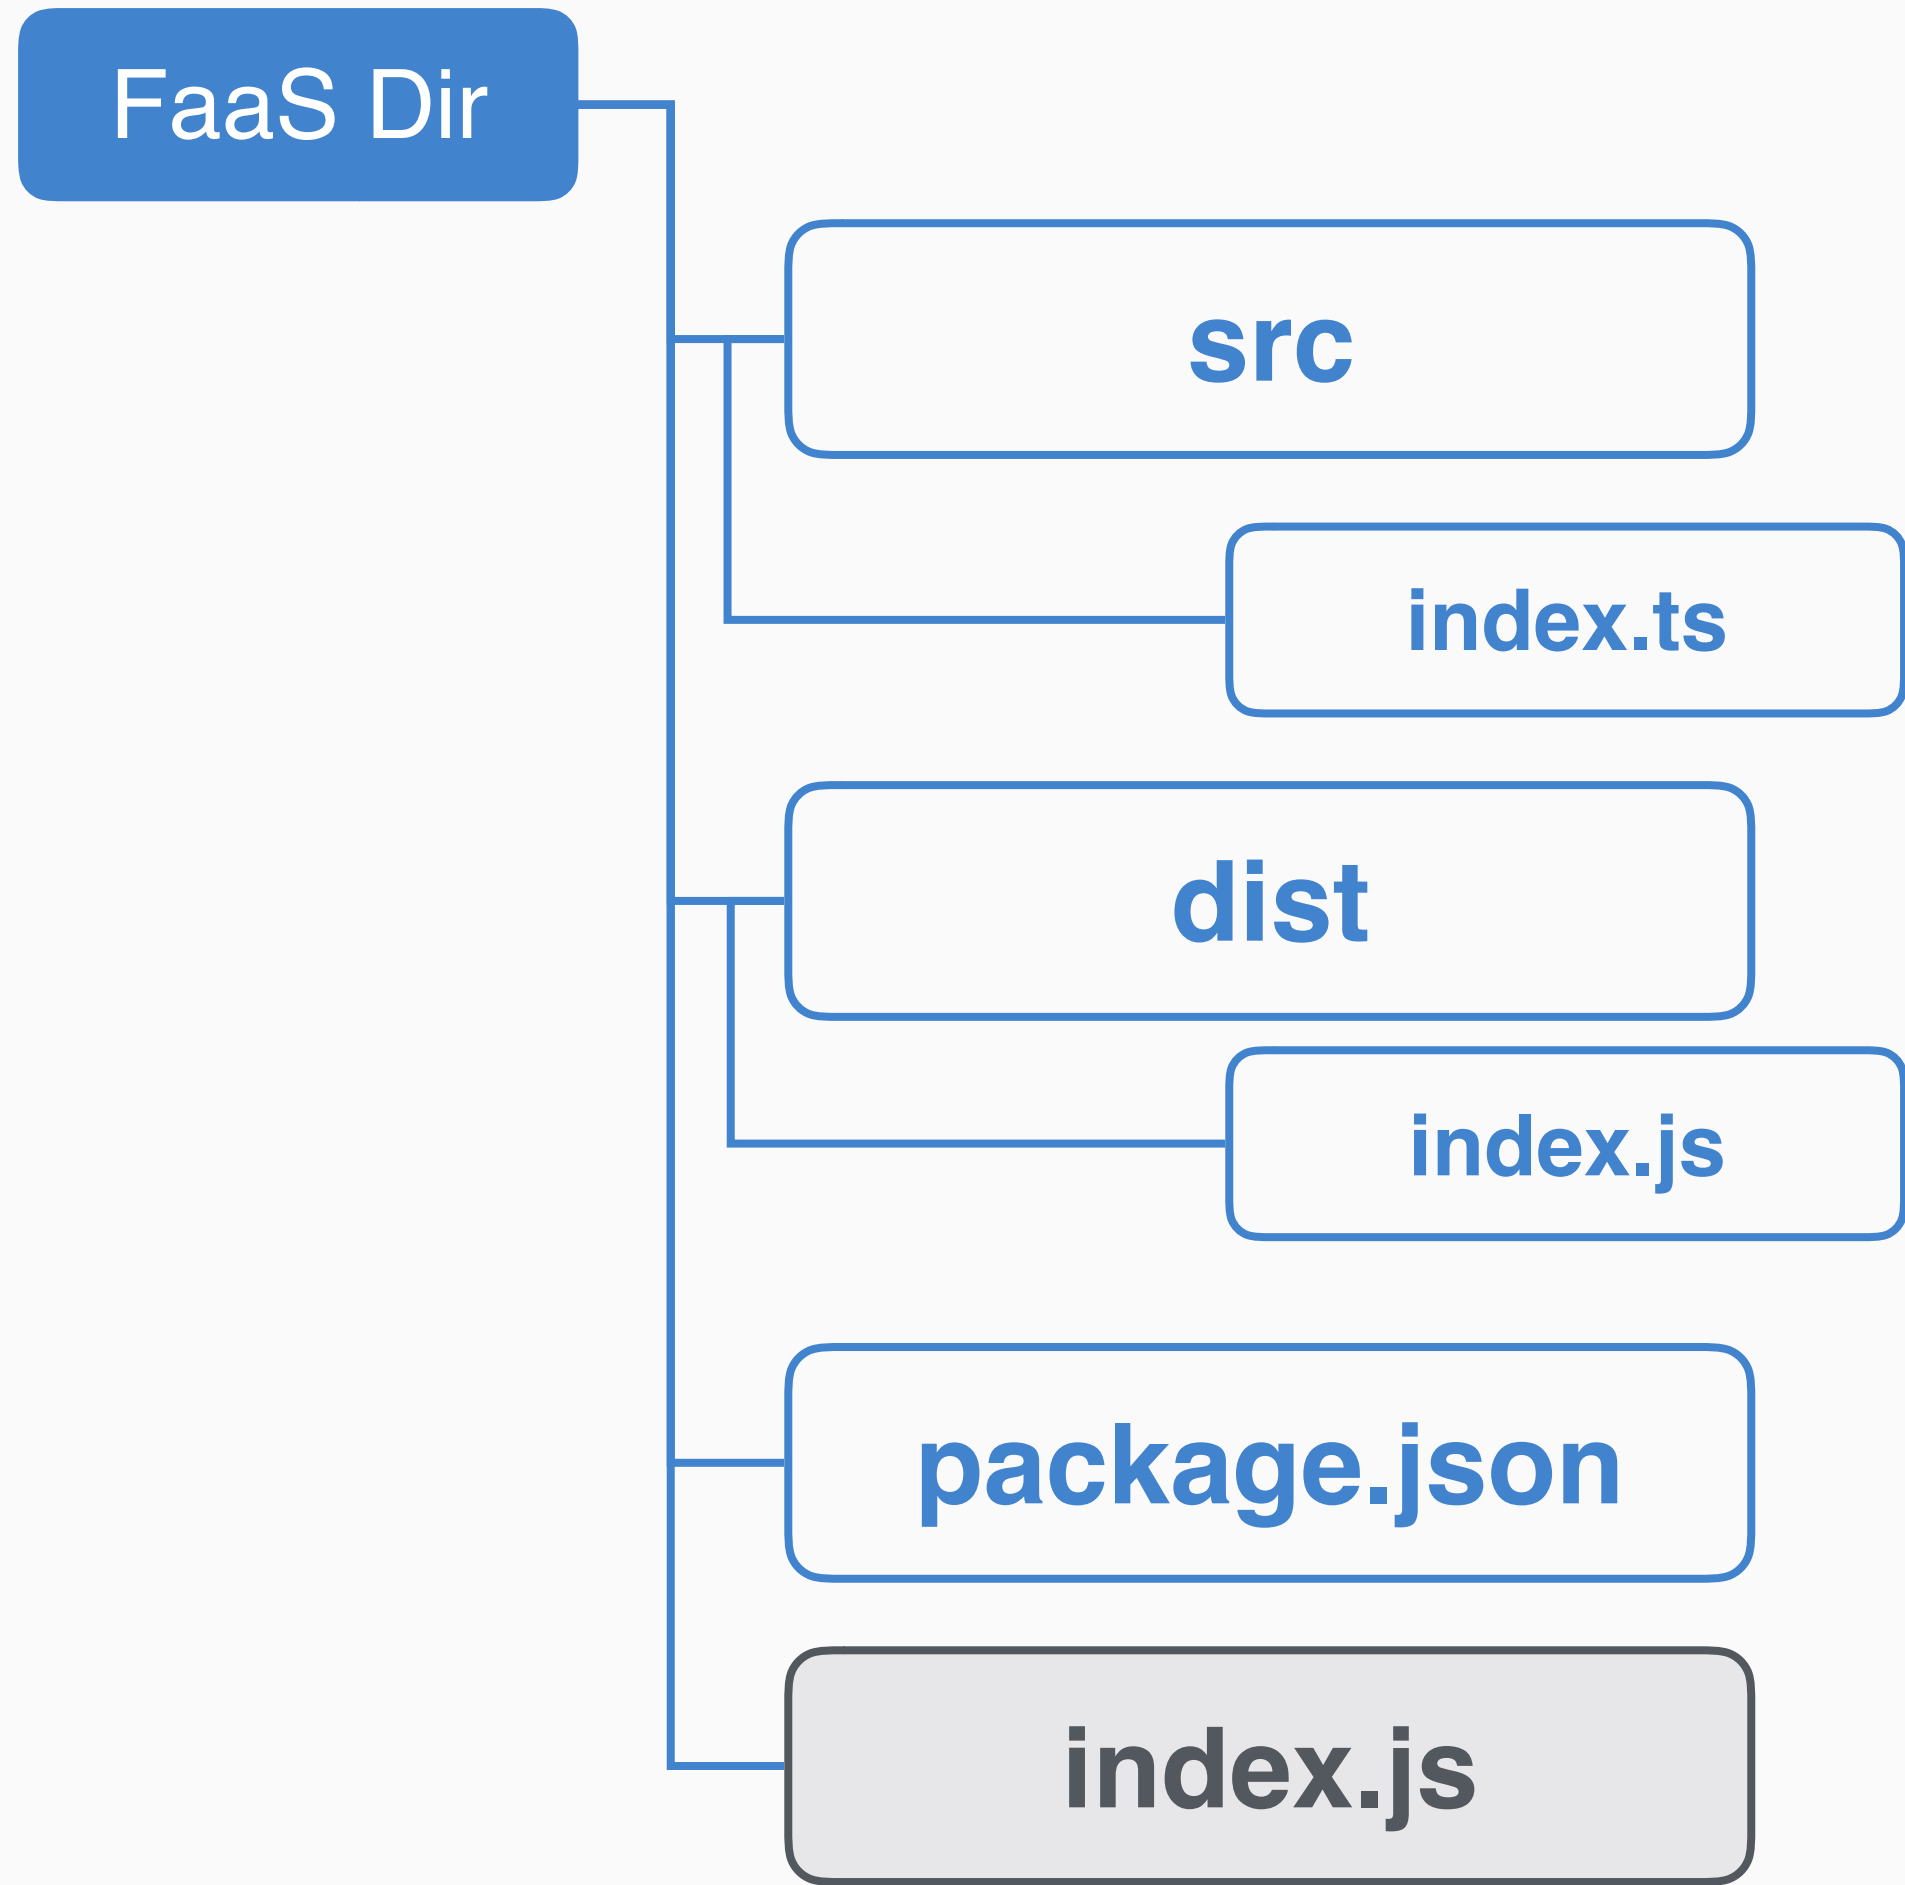 FaaS Dir
src
index.ts
dist
index.js
package.json
index.js